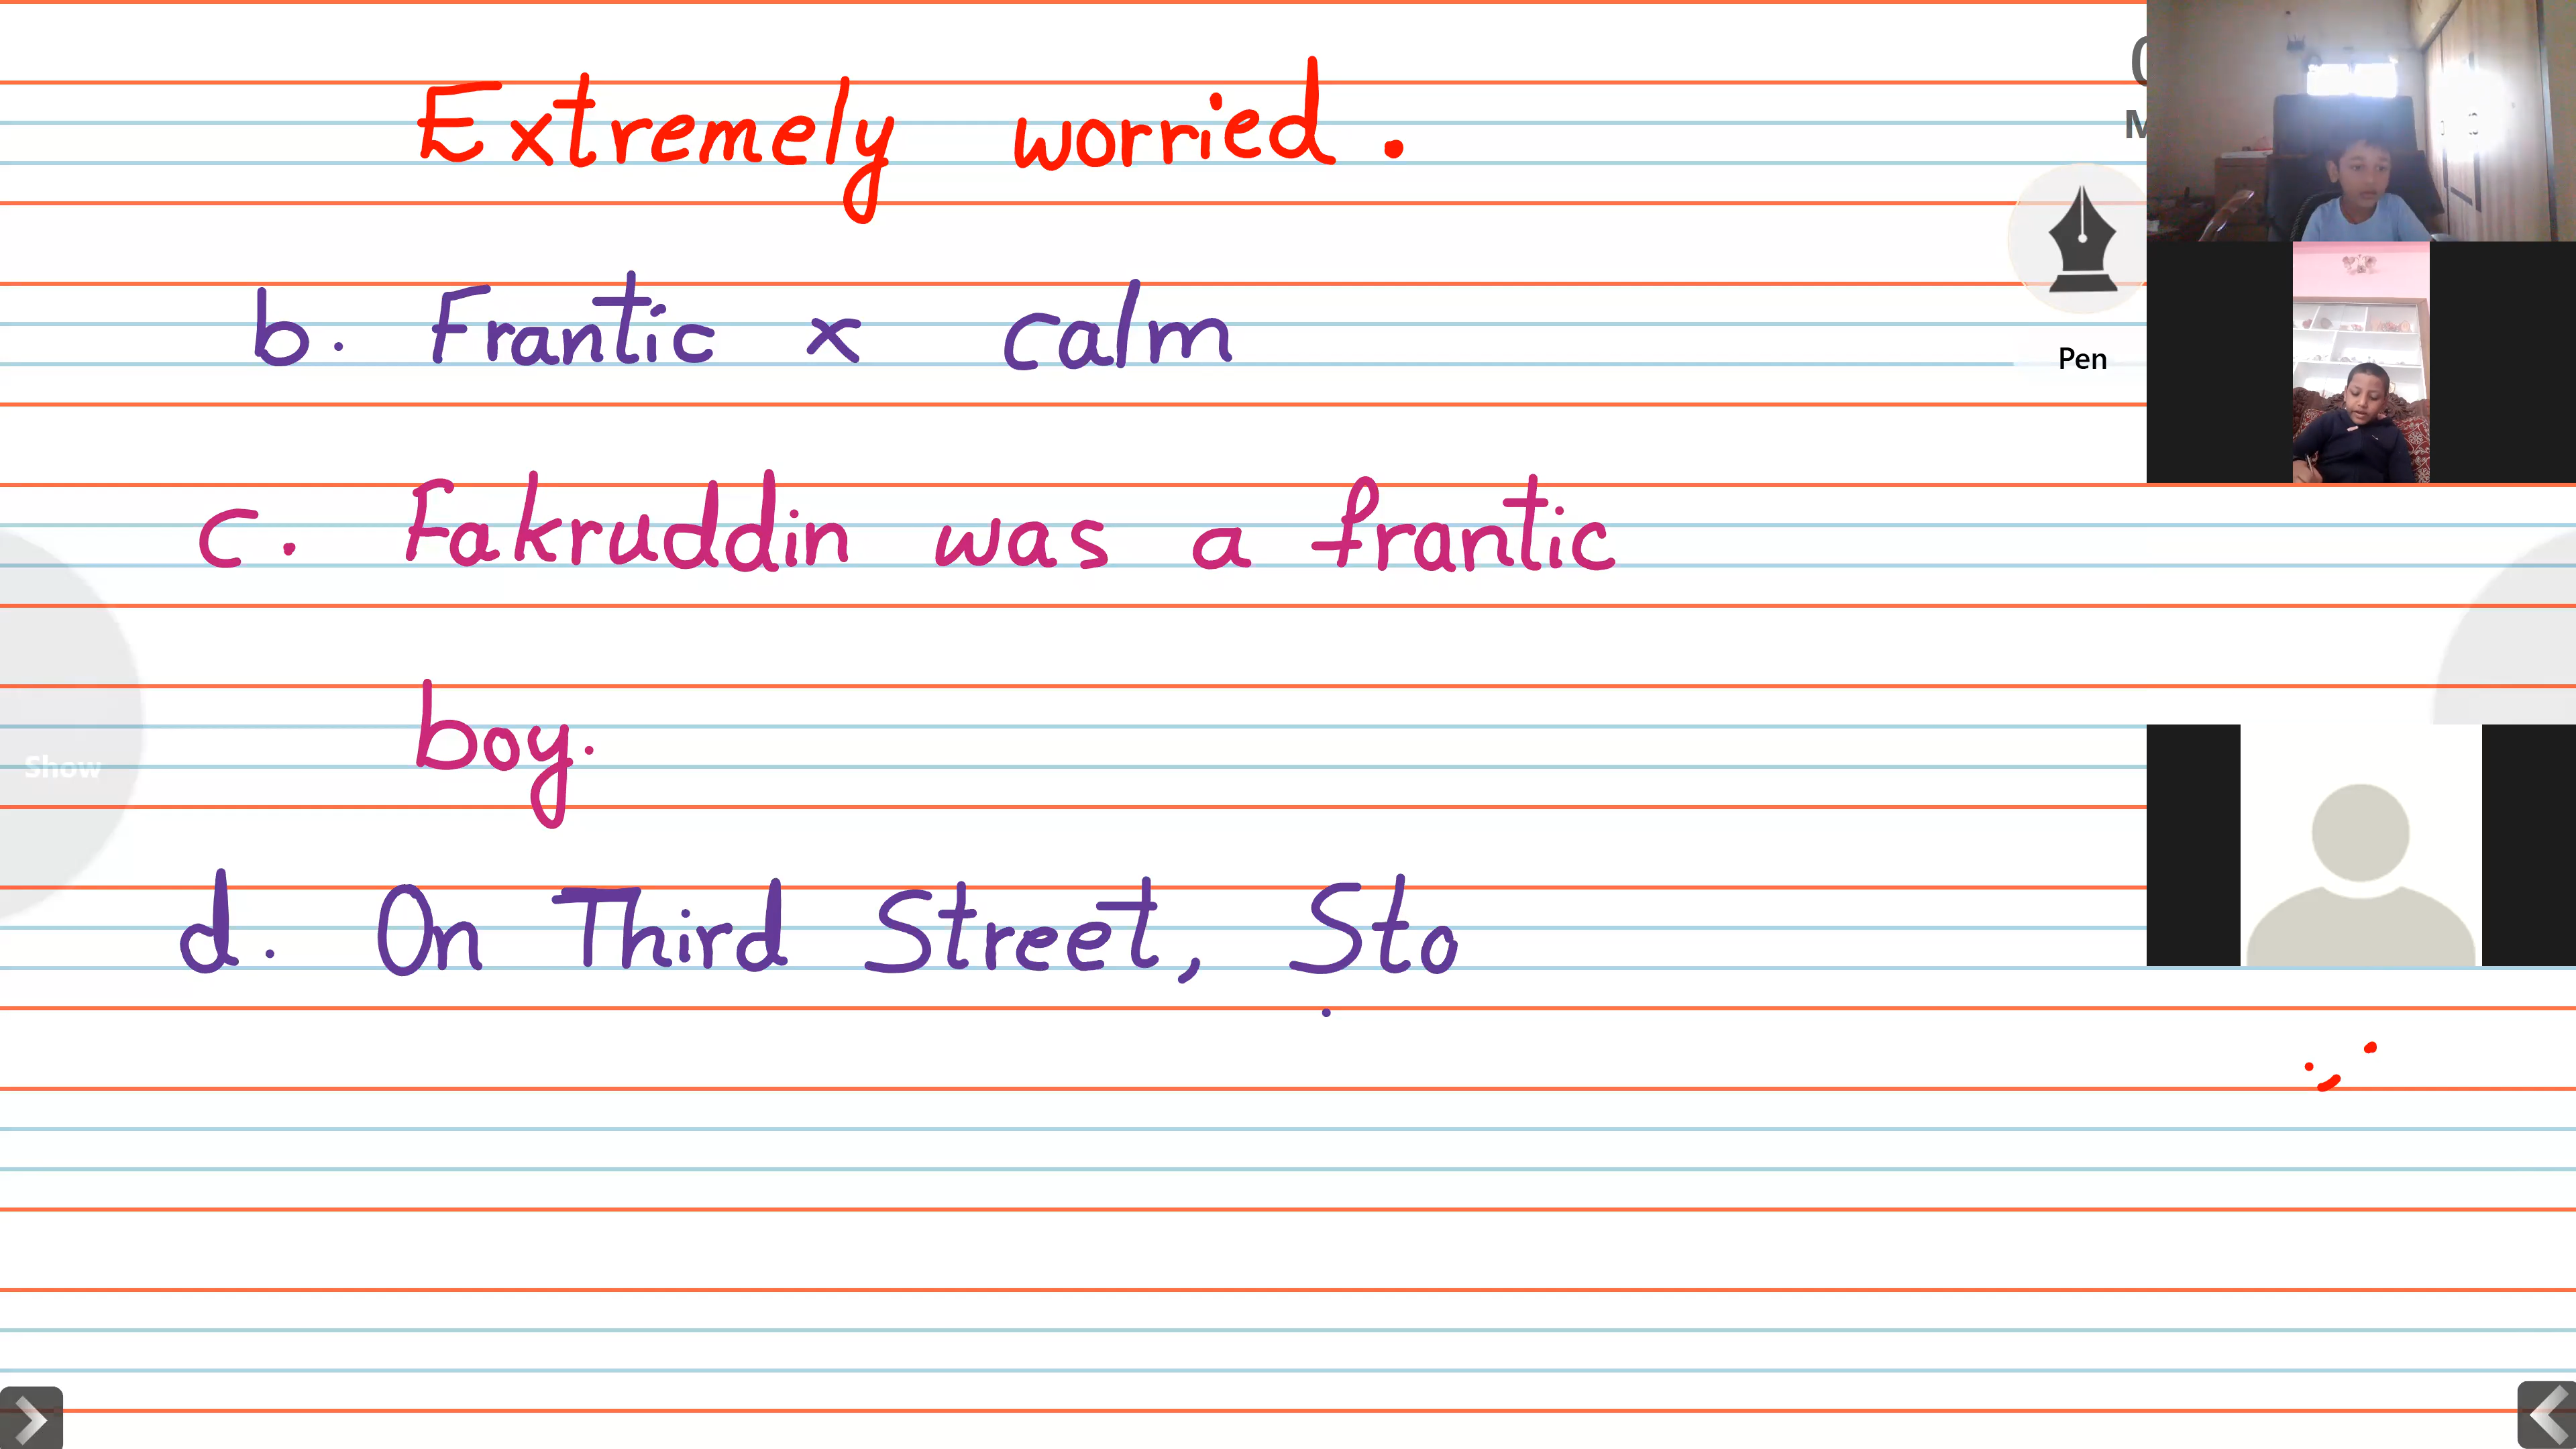 Extremely worried.
b. Frantic x calm
Pen
c. Fakruddin was a frantic
boy.
Show
d. On Third Street, Sto